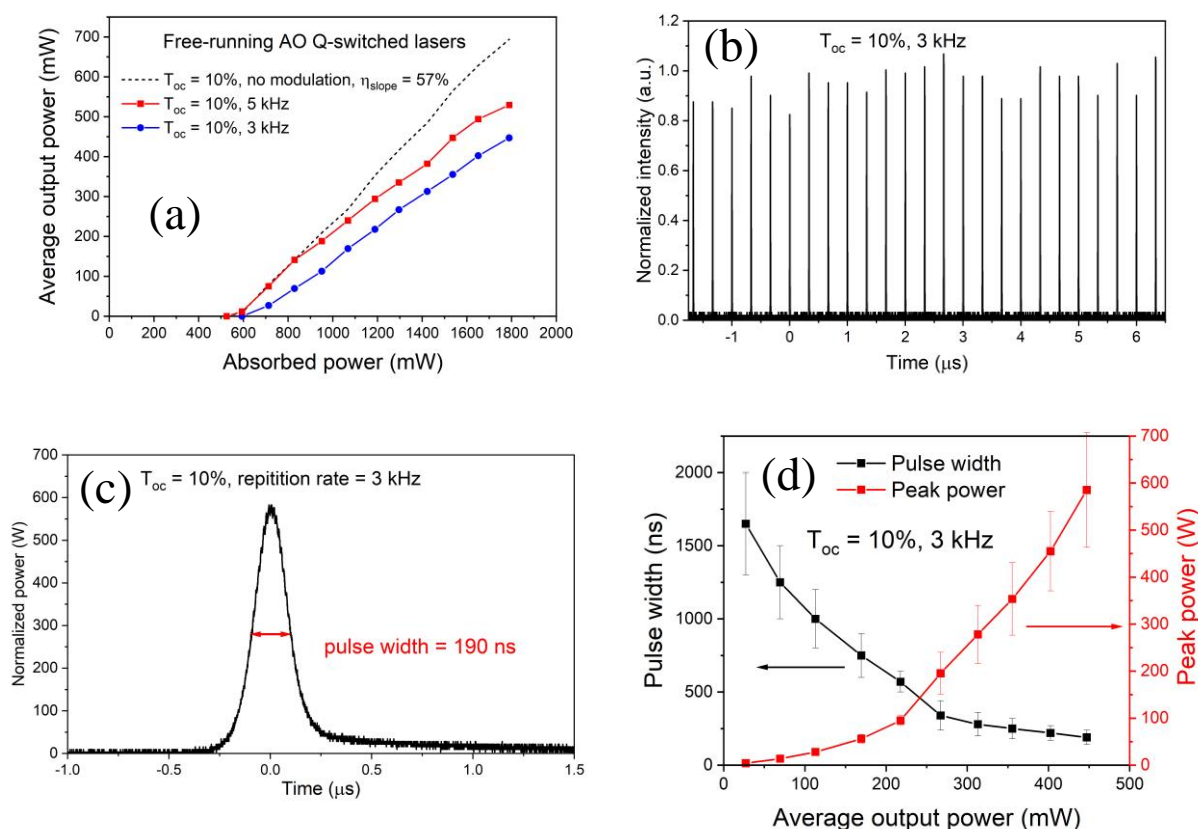 (a)
Free-running AO Q-switched lasers
T_oc = 10%, no modulation, η_slope = 57%
T_oc = 10%, 5 kHz
T_oc = 10%, 3 kHz
Average output power (mW)
700
600
500
400
300
200
100
0
0 200 400 600 800 1000 1200 1400 1600 1800 2000
Absorbed power (mW)
(b)
T_oc = 10%, 3 kHz
Normalized intensity (a.u.)
1.2
1.0
0.8
0.6
0.4
0.2
0.0
-1 0 1 2 3 4 5 6
Time (μs)
(c)
T_oc = 10%, repitition rate = 3 kHz
pulse width = 190 ns
Normalized power (W)
700
600
500
400
300
200
100
0
-1.0 -0.5 0.0 0.5 1.0 1.5
Time (μs)
(d)
Pulse width
Peak power
T_oc = 10%, 3 kHz
Pulse width (ns)
2000
1750
1500
1250
1000
750
500
250
0
Peak power (W)
700
600
500
400
300
200
100
0
0 100 200 300 400 500
Average output power (mW)